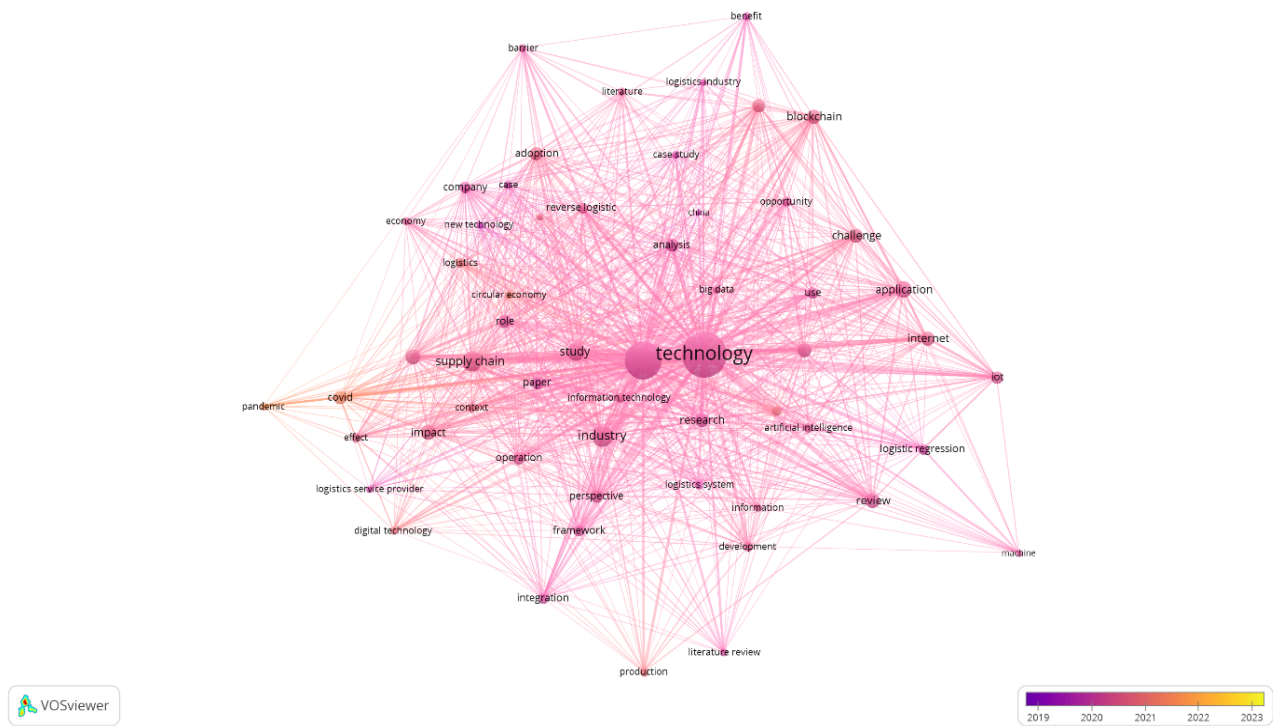 benefit
barrier
logistics industry
literature
blockchain
adoption
case study
company
case
opportunity
reverse logistic
china
economy
new technology
challenge
analysis
logistics
big data
application
use
circular economy
role
internet
study
technology
supply chain
iot
paper
information technology
covid
pandemic
context
research
artificial intelligence
effect
impact
industry
logistic regression
operation
logistics system
logistics service provider
perspective
review
information
digital technology
framework
development
machine
integration
literature review
production
VOSviewer
2019 2020 2021 2022 2023